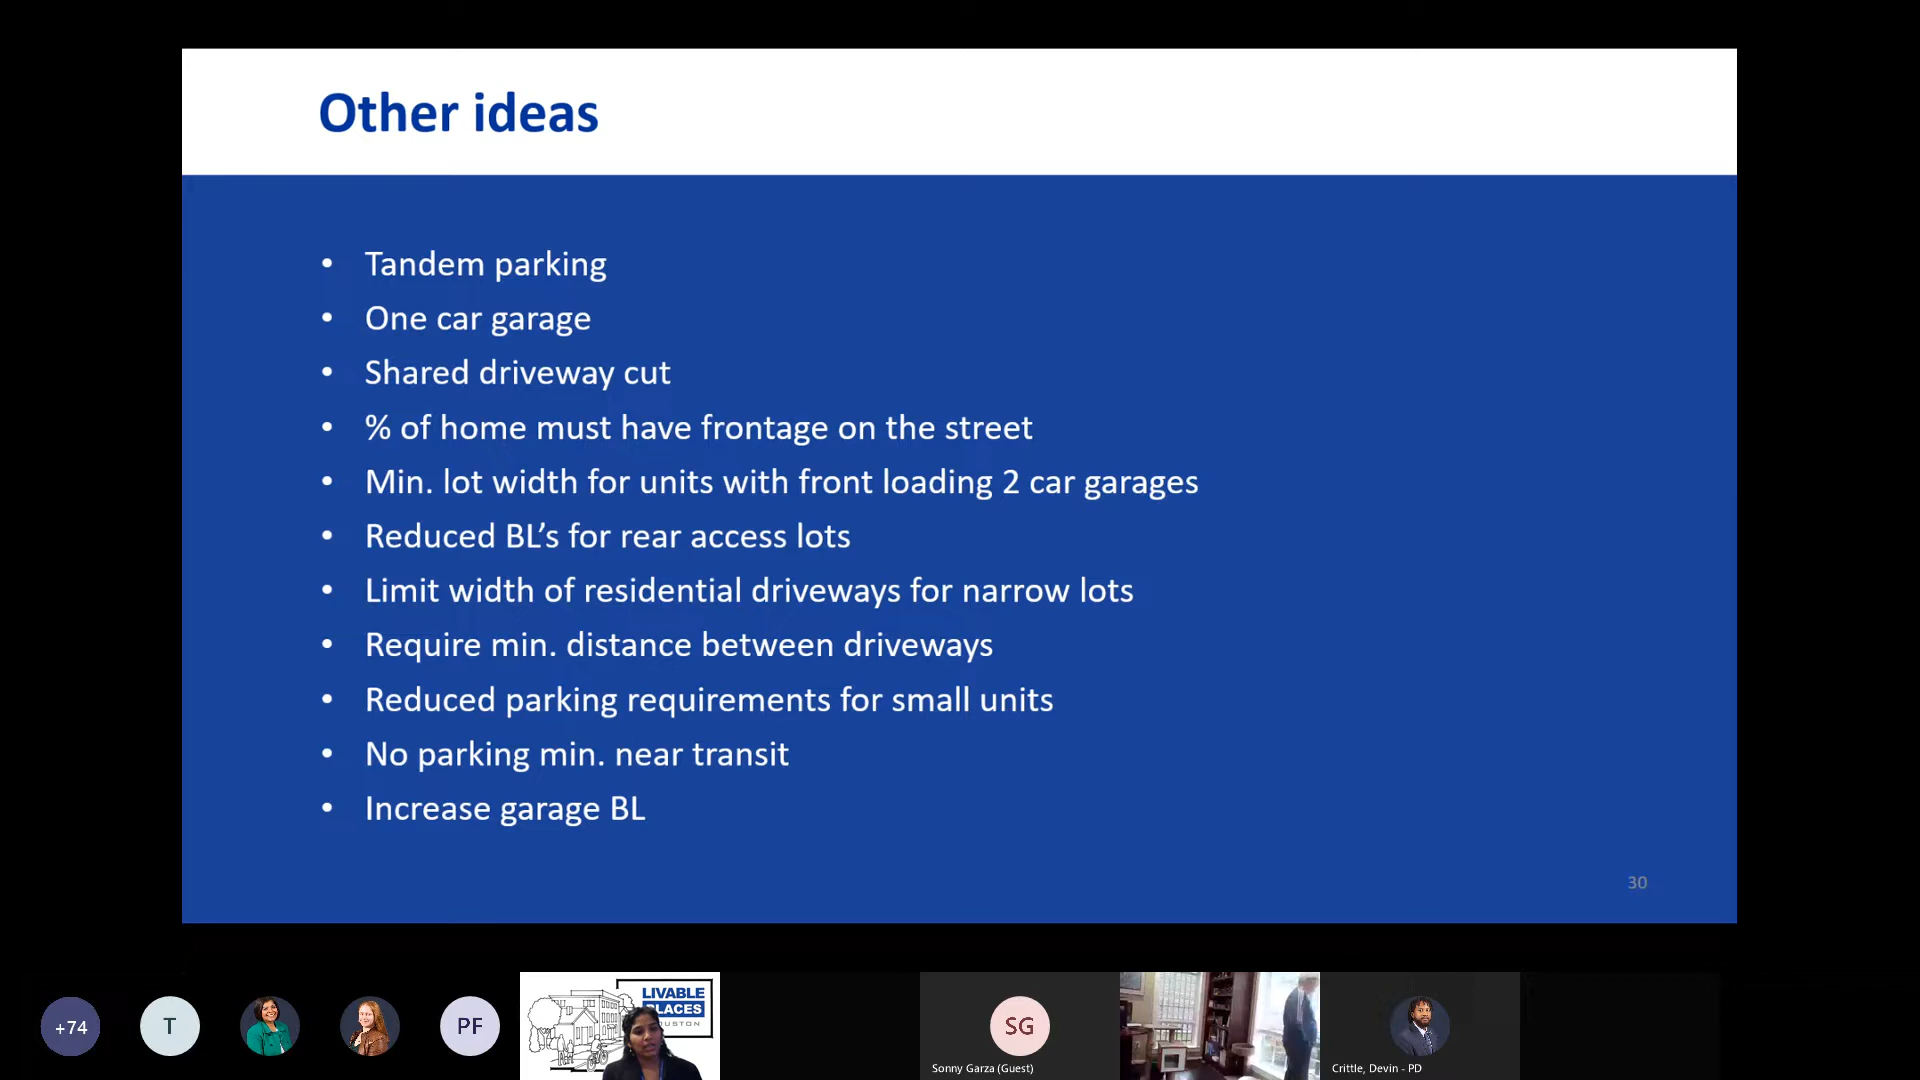 Other ideas
• Tandem parking
• One car garage
• Shared driveway cut
• % of home must have frontage on the street
• Min. lot width for units with front loading 2 car garages
• Reduced BL’s for rear access lots
• Limit width of residential driveways for narrow lots
• Require min. distance between driveways
• Reduced parking requirements for small units
• No parking min. near transit
• Increase garage BL
30
+74
T
PF
LIVABLE
PLACES
SG
Sonny Garza (Guest)
Crittle, Devin - PD